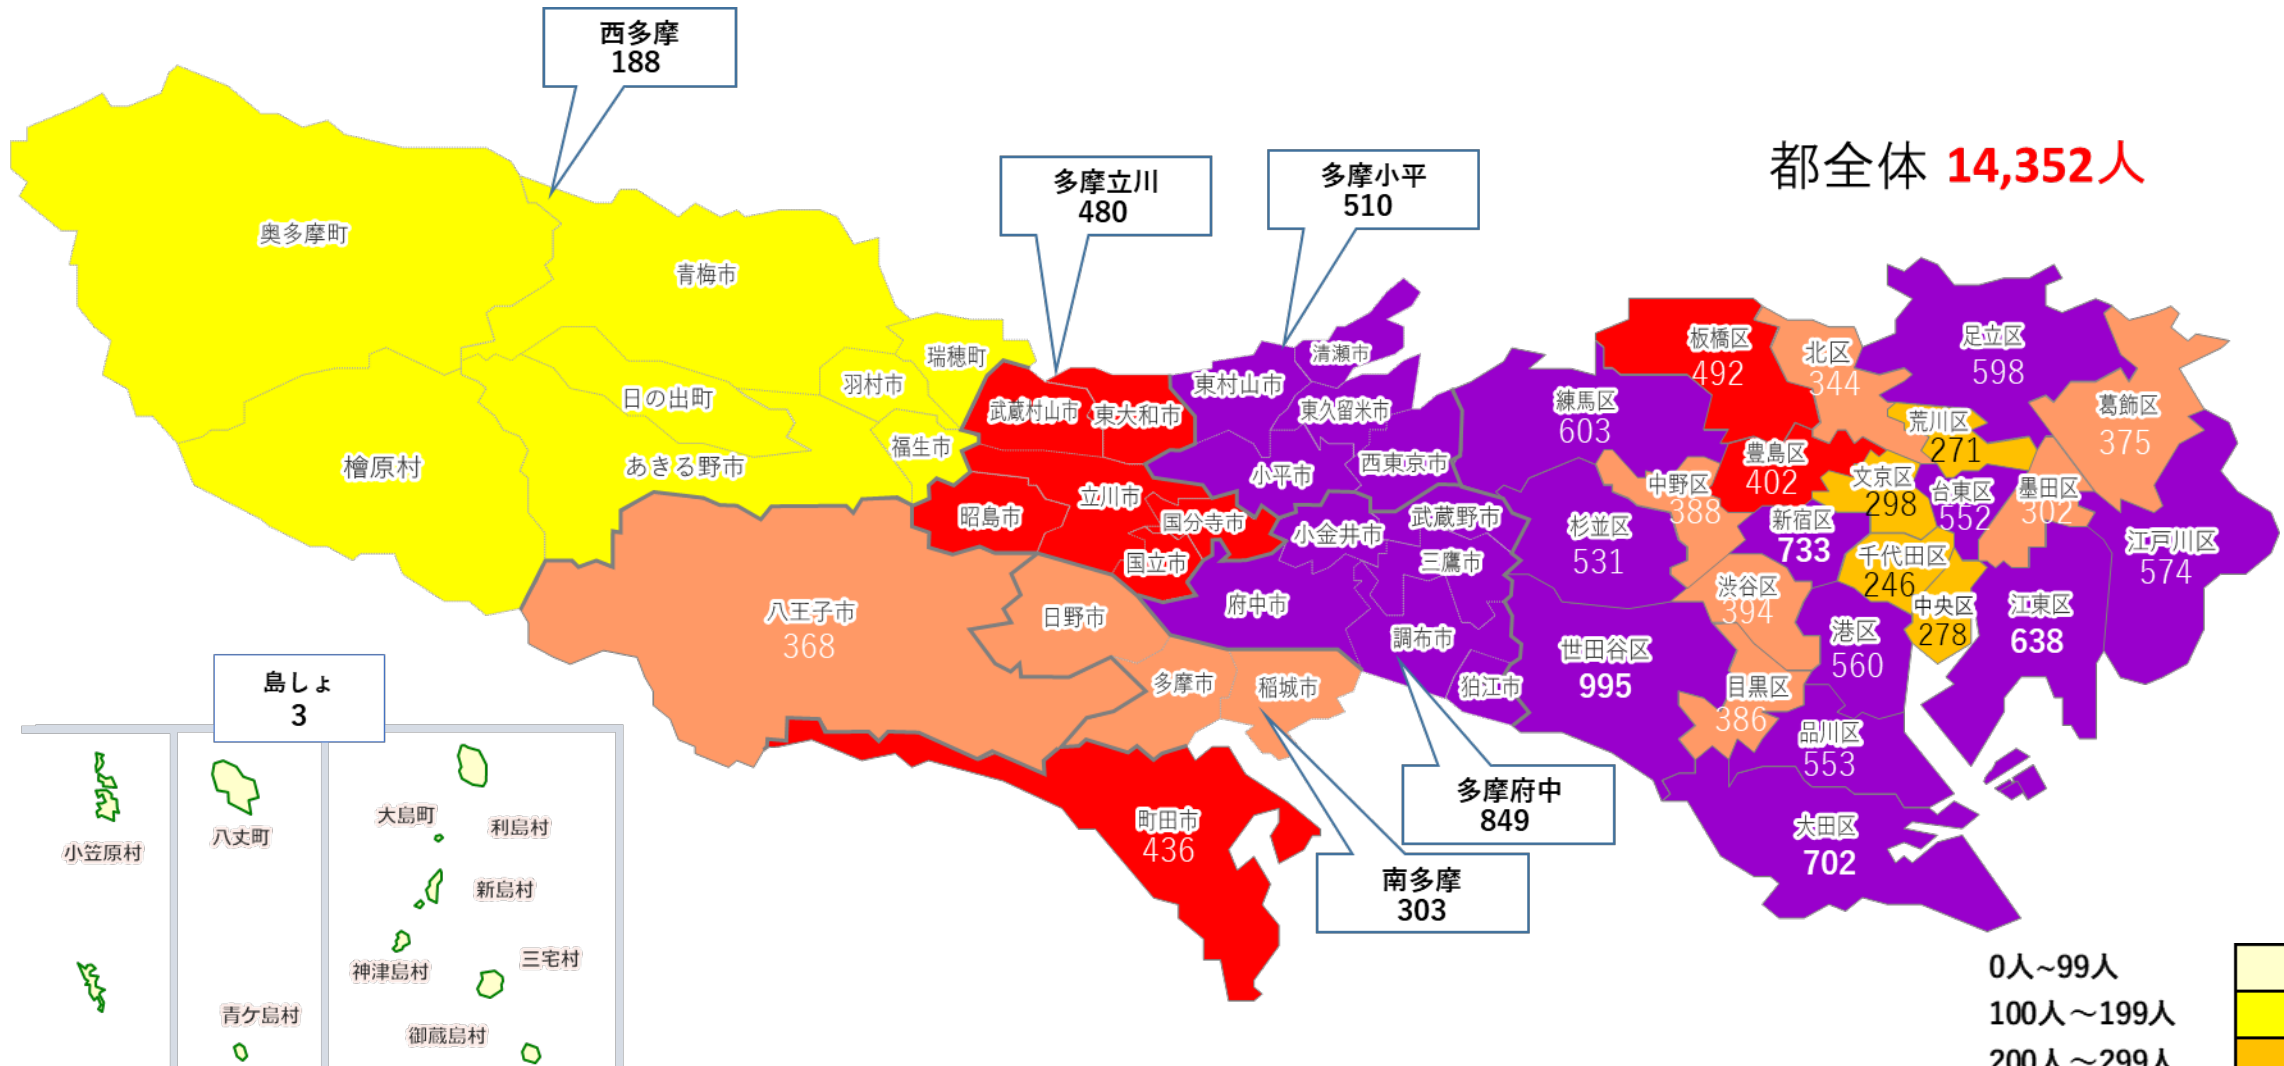 西多摩
188
多摩立川
480
多摩小平
510
都全体 14,352人
奥多摩町
青梅市
瑞穂町
羽村市
日の出町
福生市
あきる野市
檜原村
武蔵村山市
東大和市
立川市
昭島市
国分寺市
国立市
東村山市
清瀬市
東久留米市
小平市
西東京市
小金井市
武蔵野市
三鷹市
府中市
調布市
狛江市
八王子市
368
日野市
多摩市
稲城市
町田市
436
多摩府中
849
南多摩
303
板橋区
492
北区
344
足立区
598
葛飾区
375
練馬区
603
荒川区
271
豊島区
402
文京区
298
台東区
552
墨田区
302
中野区
388
杉並区
531
新宿区
733
千代田区
246
江戸川区
574
渋谷区
394
中央区
278
江東区
638
港区
560
世田谷区
995
目黒区
386
品川区
553
大田区
702
島しょ
3
小笠原村
八丈町
青ケ島村
大島町
利島村
新島村
神津島村
三宅村
御蔵島村
0人~99人
100人～199人
200人～299人